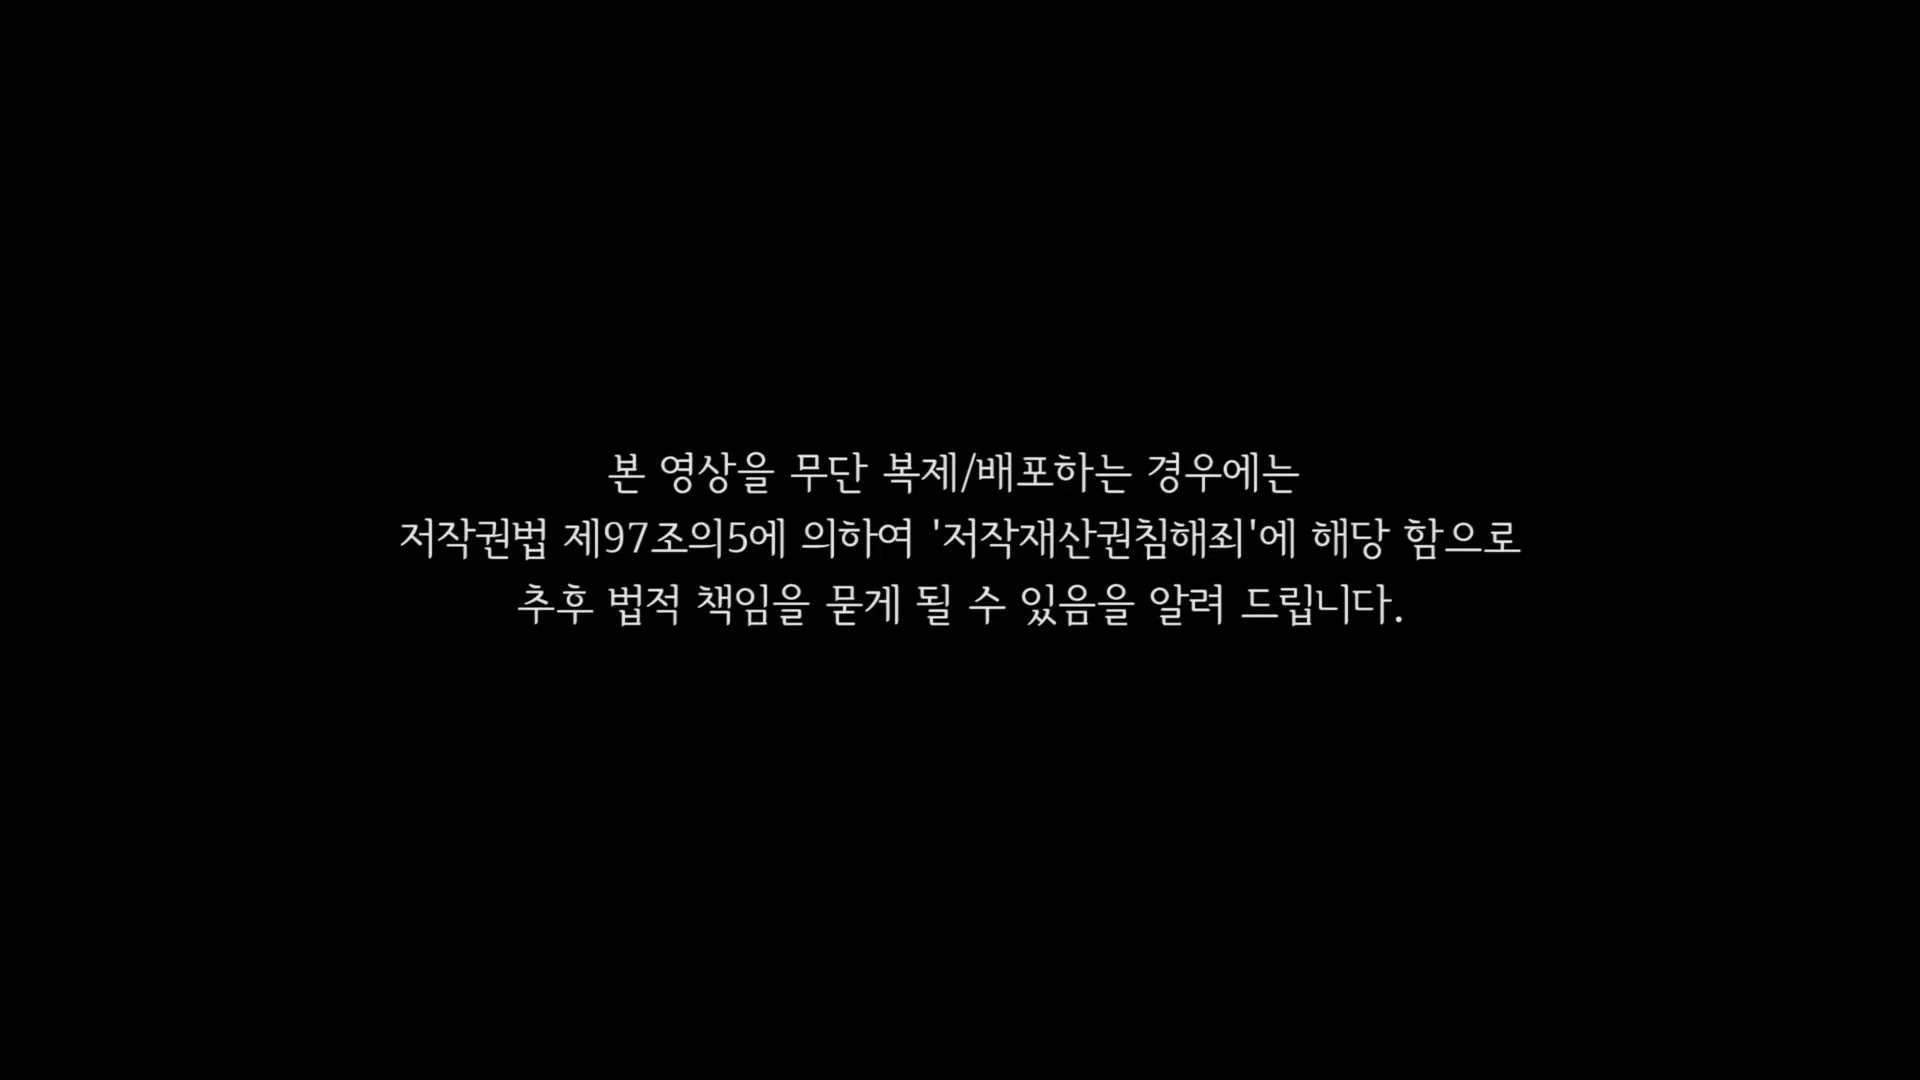 본 영상을 무단 복제/배포하는 경우에는
저작권법 제97조의5에 의하여 '저작재산권침해죄'에 해당 함으로
추후 법적 책임을 묻게 될 수 있음을 알려 드립니다.